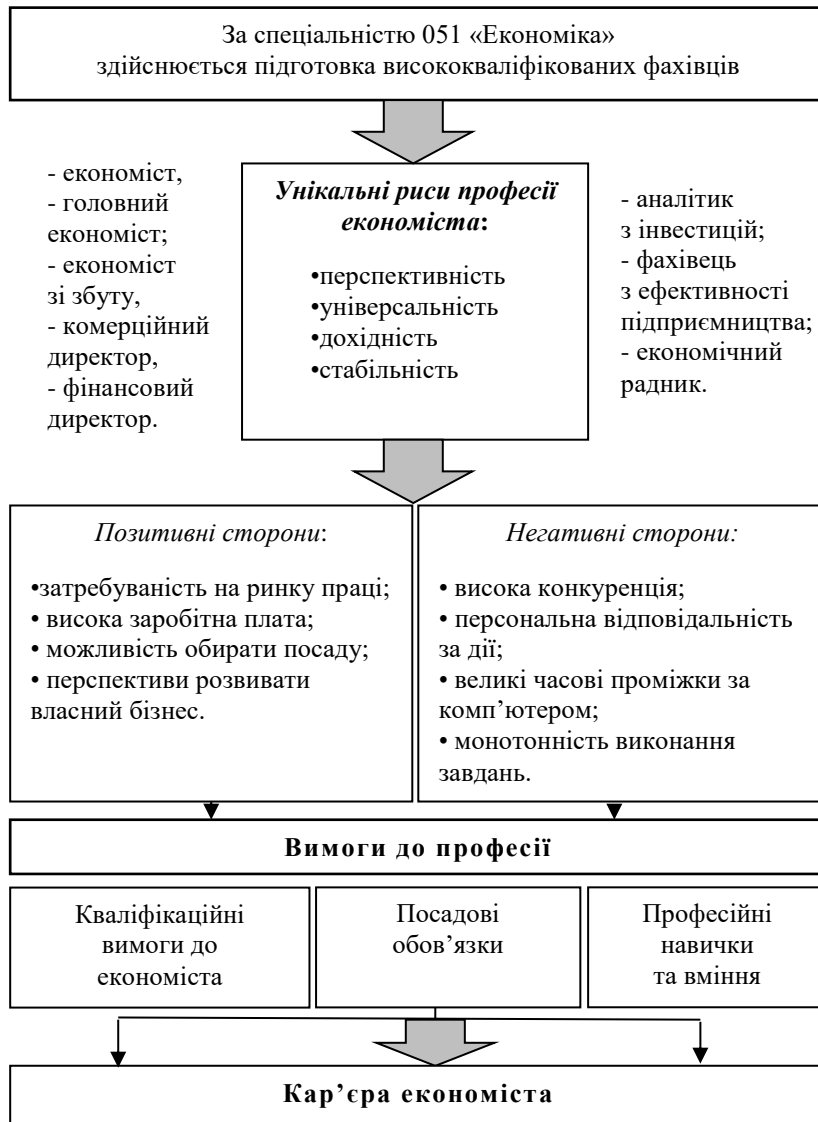 За спеціальністю 051 «Економіка»
здійснюється підготовка висококваліфікованих фахівців
- економіст,
- головний
економіст;
- економіст
зі збуту,
- комерційний
директор,
- фінансовий
директор.
Унікальні риси професії
економіста:
•перспективність
•універсальність
•дохідність
•стабільність
- аналітик
з інвестицій;
- фахівець
з ефективності
підприємництва;
- економічний
радник.
Позитивні сторони:
•затребуваність на ринку праці;
• висока заробітна плата;
• можливість обирати посаду;
• перспективи розвивати
власний бізнес.
Негативні сторони:
• висока конкуренція;
• персональна відповідальність
за дії;
• великі часові проміжки за
комп’ютером;
• монотонність виконання
завдань.
Вимоги до професії
Кваліфікаційні
вимоги до
економіста
Посадові
обов’язки
Професійні
навички
та вміння
Кар’єра економіста